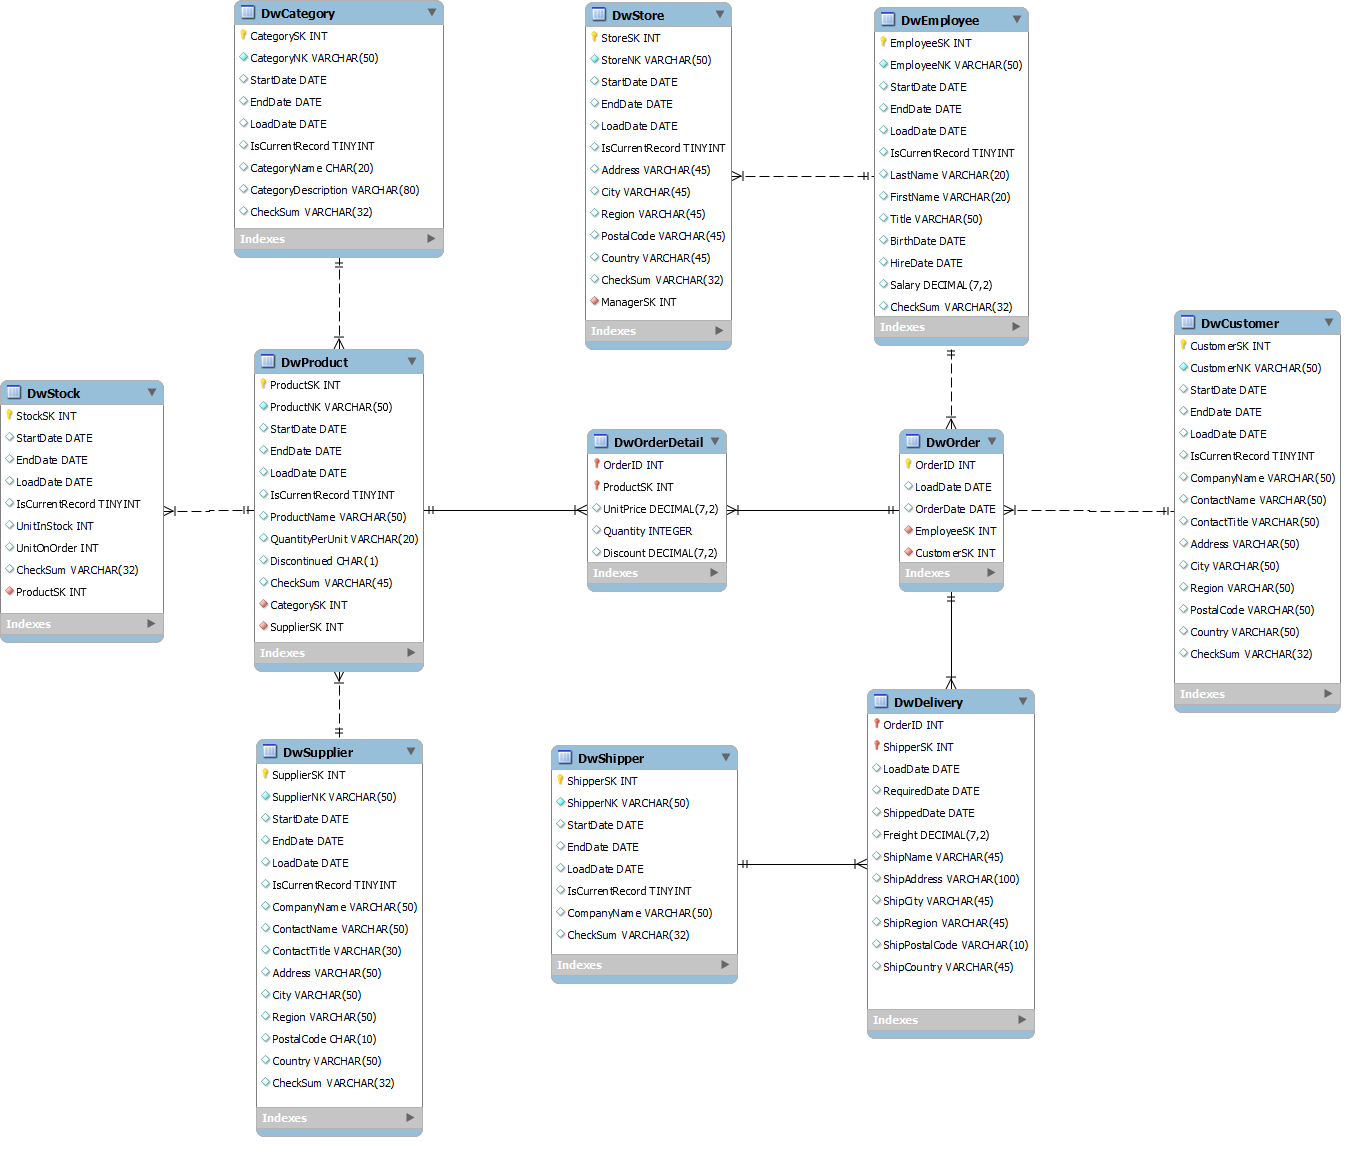 DwCategory
CategorySK INT
CategoryNK VARCHAR(50)
StartDate DATE
EndDate DATE
LoadDate DATE
IsCurrentRecord TINYINT
CategoryName CHAR(20)
CategoryDescription VARCHAR(80)
CheckSum VARCHAR(32)
Indexes
DwStore
StoreSK INT
StoreNK VARCHAR(50)
StartDate DATE
EndDate DATE
LoadDate DATE
IsCurrentRecord TINYINT
Address VARCHAR(45)
City VARCHAR(45)
Region VARCHAR(45)
PostalCode VARCHAR(45)
Country VARCHAR(45)
CheckSum VARCHAR(32)
ManagerSK INT
Indexes
DwEmployee
EmployeeSK INT
EmployeeNK VARCHAR(50)
StartDate DATE
EndDate DATE
LoadDate DATE
IsCurrentRecord TINYINT
LastName VARCHAR(20)
FirstName VARCHAR(20)
Title VARCHAR(50)
BirthDate DATE
HireDate DATE
Salary DECIMAL(7,2)
CheckSum VARCHAR(32)
Indexes
DwCustomer
CustomerSK INT
CustomerNK VARCHAR(50)
StartDate DATE
EndDate DATE
LoadDate DATE
IsCurrentRecord TINYINT
CompanyName VARCHAR(50)
ContactName VARCHAR(50)
ContactTitle VARCHAR(50)
Address VARCHAR(50)
City VARCHAR(50)
Region VARCHAR(50)
PostalCode VARCHAR(50)
Country VARCHAR(50)
CheckSum VARCHAR(32)
Indexes
DwStock
StockSK INT
StartDate DATE
EndDate DATE
LoadDate DATE
IsCurrentRecord TINYINT
UnitInStock INT
UnitOnOrder INT
CheckSum VARCHAR(32)
ProductSK INT
Indexes
DwProduct
ProductSK INT
ProductNK VARCHAR(50)
StartDate DATE
EndDate DATE
LoadDate DATE
IsCurrentRecord TINYINT
ProductName VARCHAR(50)
QuantityPerUnit VARCHAR(20)
Discontinued CHAR(1)
CheckSum VARCHAR(45)
CategorySK INT
SupplierSK INT
Indexes
DwOrderDetail
OrderID INT
ProductSK INT
UnitPrice DECIMAL(7,2)
Quantity INTEGER
Discount DECIMAL(7,2)
Indexes
DwOrder
OrderID INT
LoadDate DATE
OrderDate DATE
EmployeeSK INT
CustomerSK INT
Indexes
DwSupplier
SupplierSK INT
SupplierNK VARCHAR(50)
StartDate DATE
EndDate DATE
LoadDate DATE
IsCurrentRecord TINYINT
CompanyName VARCHAR(50)
ContactName VARCHAR(50)
ContactTitle VARCHAR(30)
Address VARCHAR(50)
City VARCHAR(50)
Region VARCHAR(50)
PostalCode CHAR(10)
Country VARCHAR(50)
CheckSum VARCHAR(32)
Indexes
DwShipper
ShipperSK INT
ShipperNK VARCHAR(50)
StartDate DATE
EndDate DATE
LoadDate DATE
IsCurrentRecord TINYINT
CompanyName VARCHAR(50)
CheckSum VARCHAR(32)
Indexes
DwDelivery
OrderID INT
ShipperSK INT
LoadDate DATE
RequiredDate DATE
ShippedDate DATE
Freight DECIMAL(7,2)
ShipName VARCHAR(45)
ShipAddress VARCHAR(100)
ShipCity VARCHAR(45)
ShipRegion VARCHAR(45)
ShipPostalCode VARCHAR(10)
ShipCountry VARCHAR(45)
Indexes